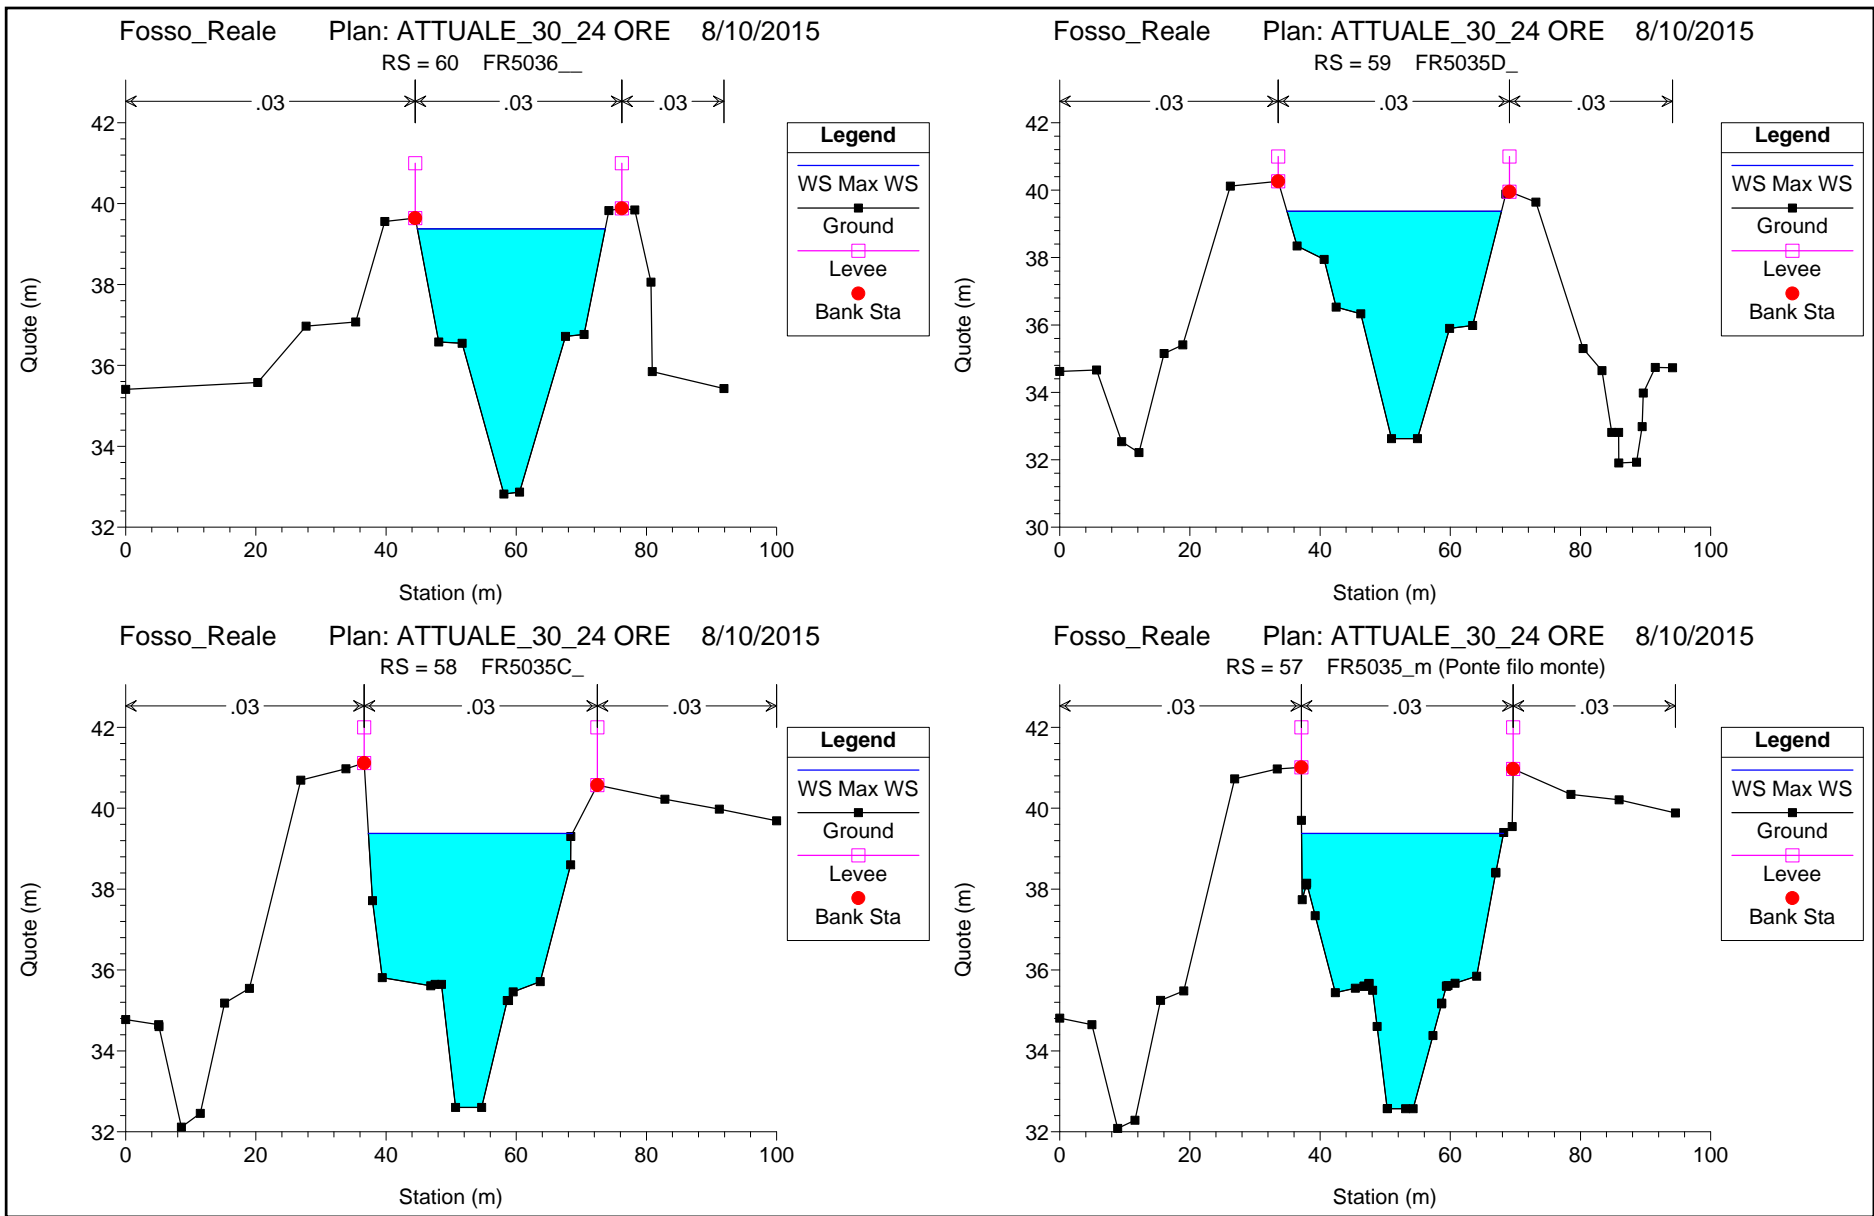 Fosso_Reale Plan: ATTUALE_30_24 ORE 8/10/2015
RS = 60 FR5036__
.03 .03 .03
42
40
38
36
34
32
0 20 40 60 80 100
Quote (m)
Station (m)
Legend
WS Max WS
Ground
Levee
Bank Sta
Fosso_Reale Plan: ATTUALE_30_24 ORE 8/10/2015
RS = 59 FR5035D_
.03 .03 .03
42
40
38
36
34
32
30
0 20 40 60 80 100
Quote (m)
Station (m)
Legend
WS Max WS
Ground
Levee
Bank Sta
Fosso_Reale Plan: ATTUALE_30_24 ORE 8/10/2015
RS = 58 FR5035C_
.03 .03 .03
42
40
38
36
34
32
0 20 40 60 80 100
Quote (m)
Station (m)
Legend
WS Max WS
Ground
Levee
Bank Sta
Fosso_Reale Plan: ATTUALE_30_24 ORE 8/10/2015
RS = 57 FR5035_m (Ponte filo monte)
.03 .03 .03
42
40
38
36
34
32
0 20 40 60 80 100
Quote (m)
Station (m)
Legend
WS Max WS
Ground
Levee
Bank Sta